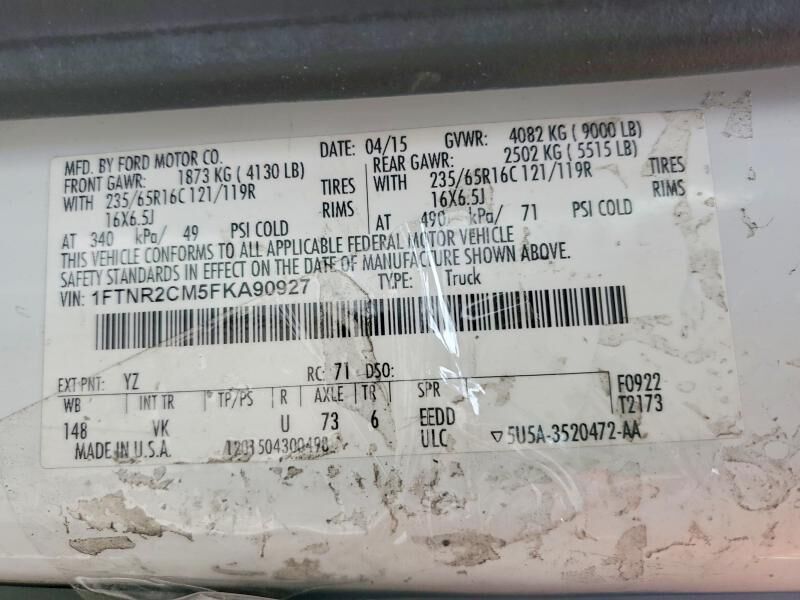 MFD. BY FORD MOTOR CO. DATE: 04/15 GVWR: 4082 KG ( 9000 LB)
FRONT GAWR: 1873 KG ( 4130 LB) REAR GAWR: 2502 KG ( 5515 LB)
WITH 235/65R16C 121/119R TIRES WITH 235/65R16C 121/119R TIRES
16X6.5J RIMS 16X6.5J RIMS
AT 340 kPa/ 49 PSI COLD AT 490 kPa/ 71 PSI COLD
THIS VEHICLE CONFORMS TO ALL APPLICABLE FEDERAL MOTOR VEHICLE
SAFETY STANDARDS IN EFFECT ON THE DATE OF MANUFACTURE SHOWN ABOVE.
VIN: 1FTNR2CM5FKA90927 TYPE: Truck
EXT PNT: YZ RC: 71 DSO: F0922
WB INT TR TP/PS R AXLE TR SPR T2173
148 VK U 73 6 EEDD
MADE IN U.S.A. 1201504300498 ULC ▽5U5A-3520472-AA